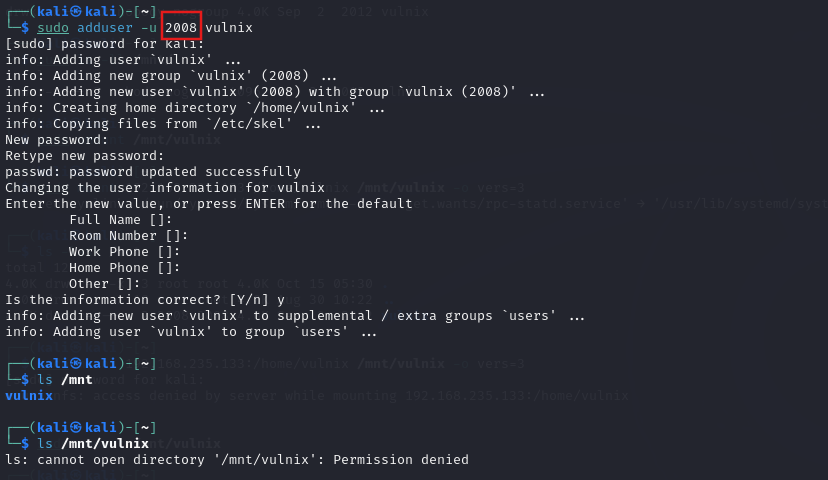 ┌──(kali㉿kali)-[~]
└─$ sudo adduser -u 2008 vulnix
[sudo] password for kali:
info: Adding user `vulnix' ...
info: Adding new group `vulnix' (2008) ...
info: Adding new user `vulnix' (2008) with group `vulnix (2008)' ...
info: Creating home directory `/home/vulnix' ...
info: Copying files from `/etc/skel' ...
New password:
Retype new password:
passwd: password updated successfully
Changing the user information for vulnix
Enter the new value, or press ENTER for the default
        Full Name []:
        Room Number []:
        Work Phone []:
        Home Phone []:
        Other []:
Is the information correct? [Y/n] y
info: Adding new user `vulnix' to supplemental / extra groups `users' ...
info: Adding user `vulnix' to group `users' ...

┌──(kali㉿kali)-[~]
└─$ ls /mnt
vulnix

┌──(kali㉿kali)-[~]
└─$ ls /mnt/vulnix
ls: cannot open directory '/mnt/vulnix': Permission denied